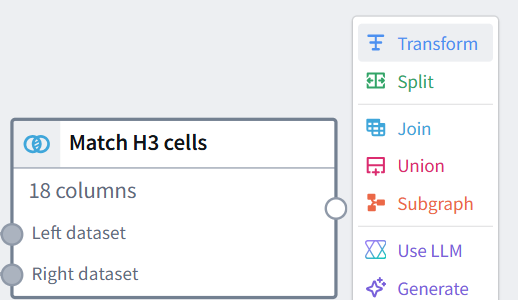 Transform
Split
Match H3 cells
Join
18 columns
Union
Subgraph
Left dataset
Use LLM
Right dataset
Generate